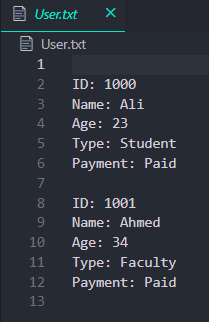 User.txt
User.txt
1
2 ID: 1000
3 Name: Ali
4 Age: 23
5 Type: Student
6 Payment: Paid
7
8 ID: 1001
9 Name: Ahmed
10 Age: 34
11 Type: Faculty
12 Payment: Paid
13